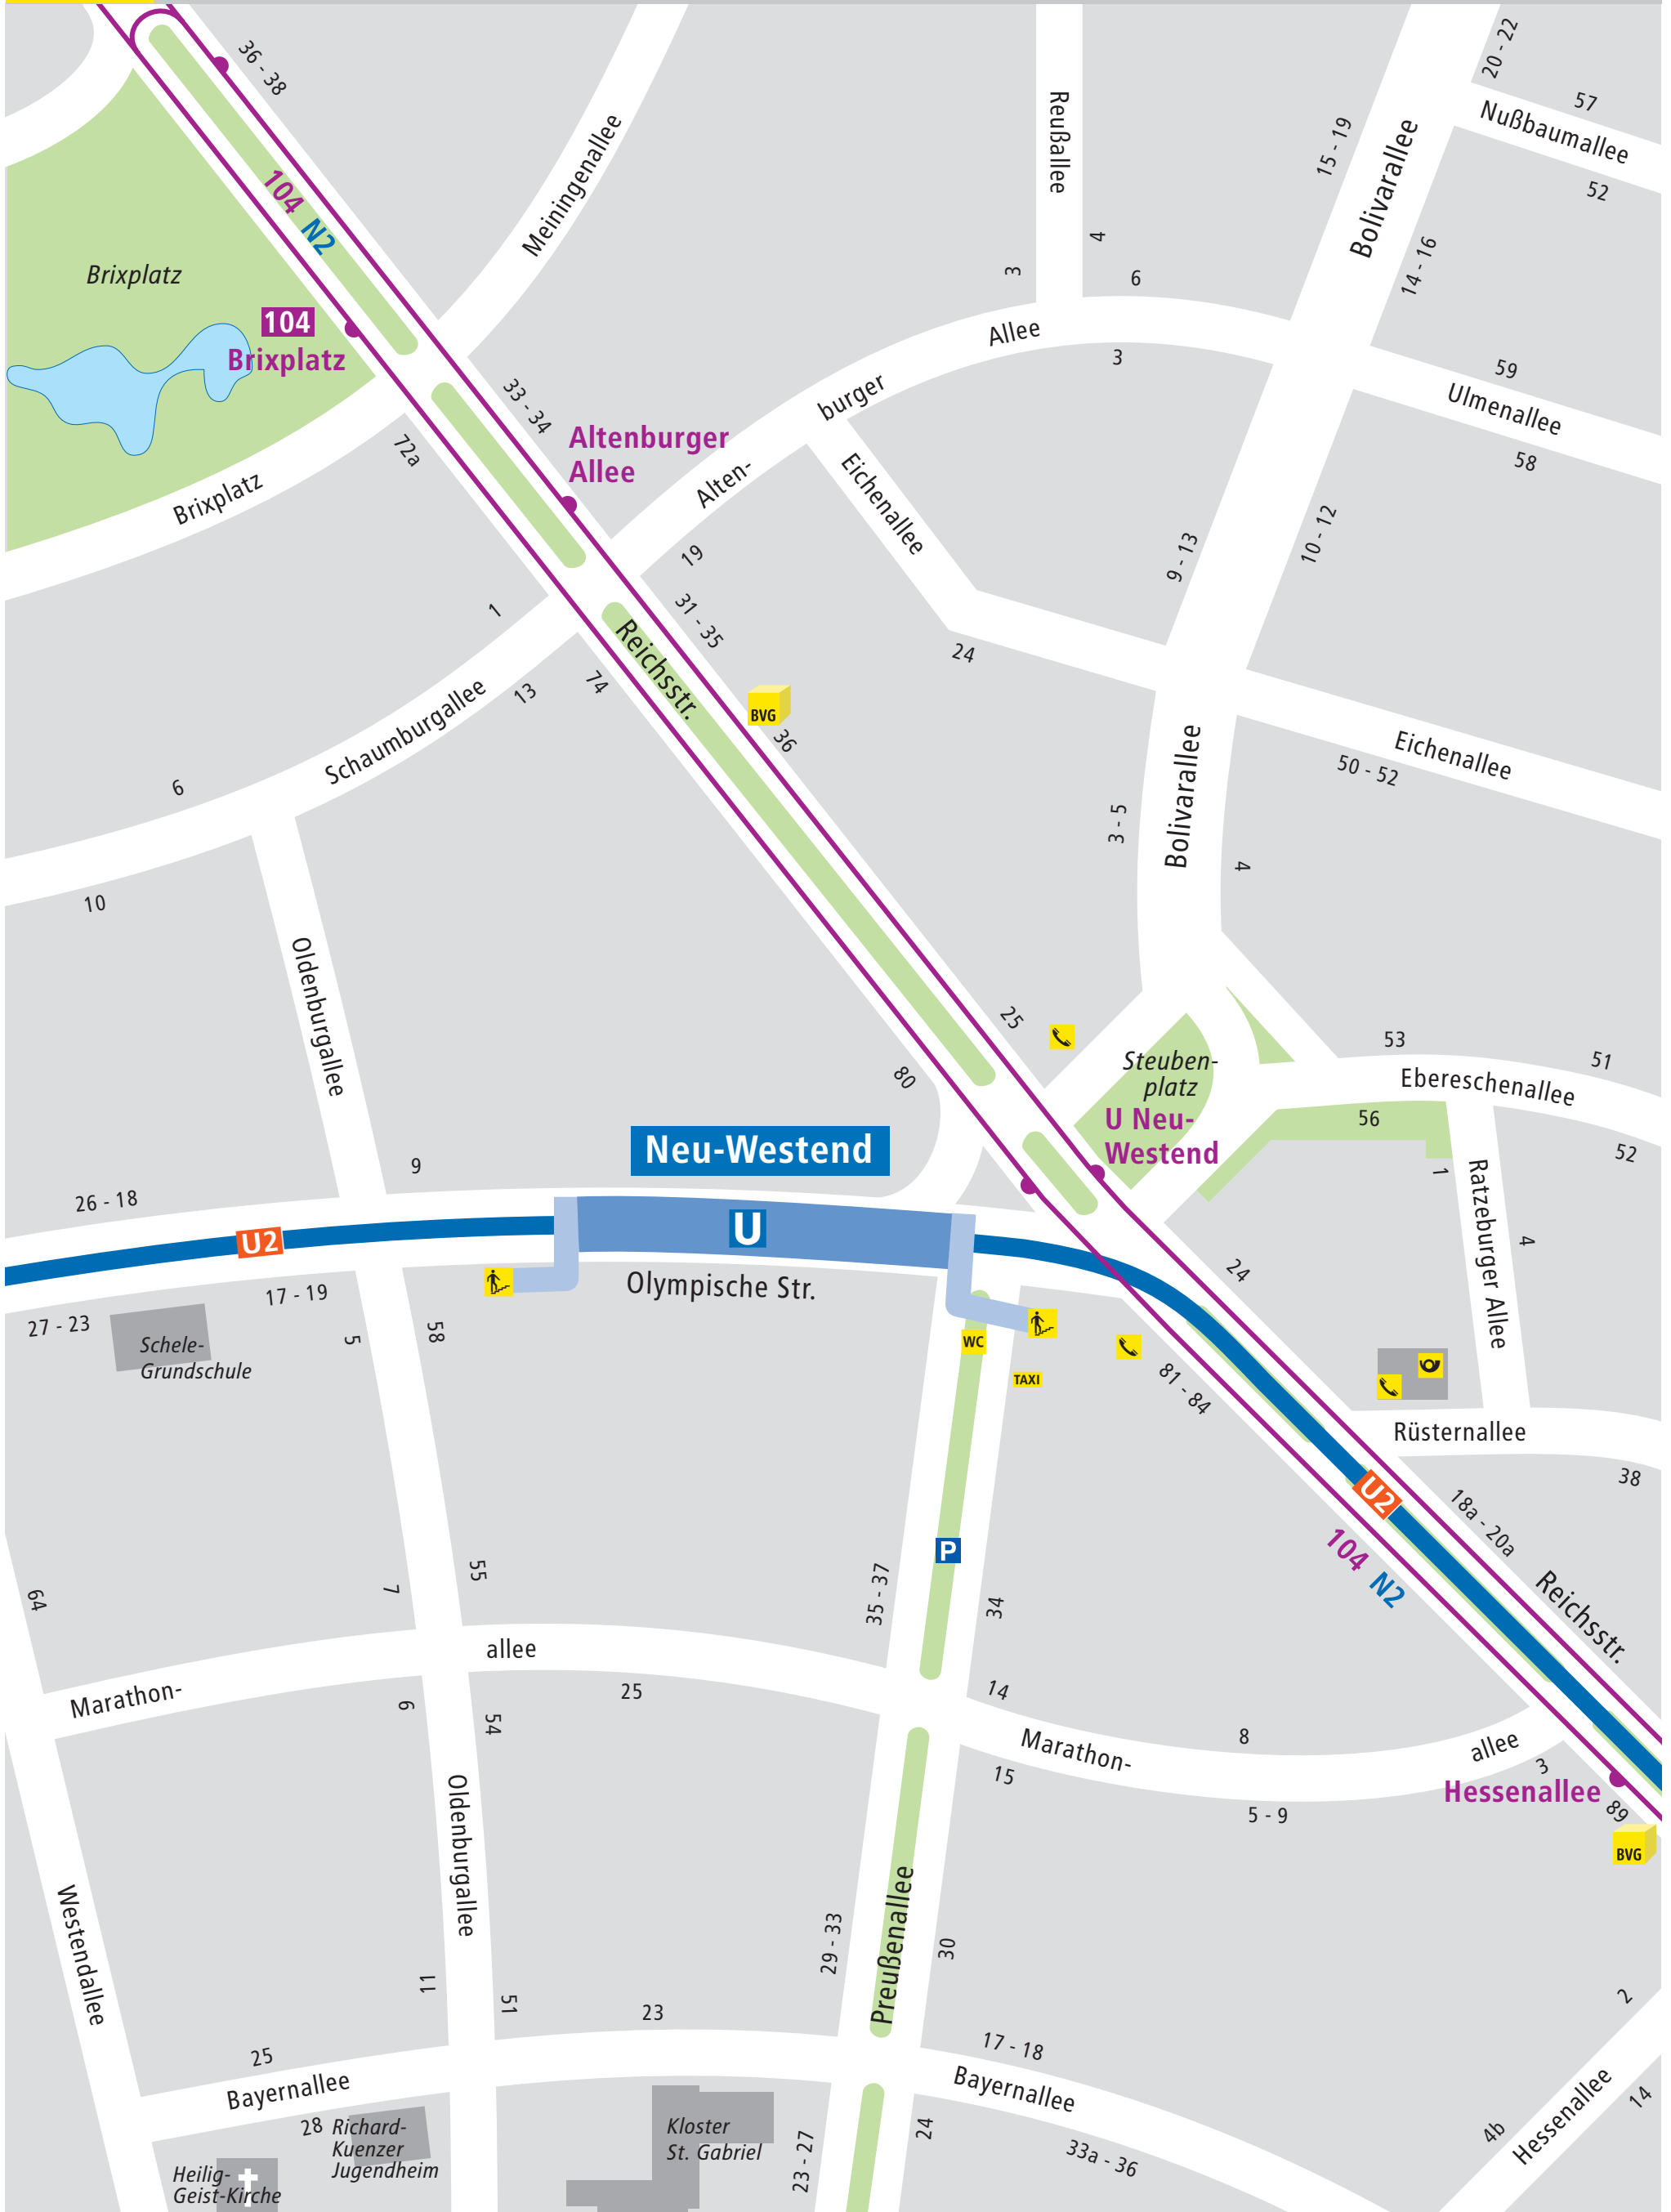 36 - 38
20 - 22
57
Nußbaumallee
52
Reußallee
Meiningenallee
15 - 19
Bolivarallee
14 - 16
104 N2
Brixplatz
104
Brixplatz
3
4
6
Allee
3
59
Ulmenallee
58
33 - 34
burger
72a
Altenburger
Allee
Alten-
Eichenallee
Brixplatz
19
9 - 13
10 - 12
1
31 - 35
24
Reichsstr.
74
13
Schaumburgallee
BVG
36
Eichenallee
50 - 52
6
Bolivarallee
3 - 5
4
10
Oldenburgallee
25
80
Steuben-
platz
53
51
Ebereschenallee
56
52
U Neu-
Westend
Neu-Westend
9
1
26 - 18
Ratzeburger Allee
4
U2
U
24
17 - 19
Olympische Str.
27 - 23
Schele-
Grundschule
5
58
WC
TAXI
81 - 84
Rüsternallee
38
U2
18a - 20a
104 N2
P
Reichsstr.
64
7
55
35 - 37
34
allee
Marathon-
25
14
6
54
Marathon-
15
8
allee
3
5 - 9
Hessenallee
89
BVG
Oldenburgallee
Westendallee
Preußenallee
29 - 33
30
11
51
23
2
25
17 - 18
Bayernallee
Bayernallee
Hessenallee
14
4b
28
Richard-
Kuenzer
Jugendheim
Kloster
St. Gabriel
23 - 27
24
33a - 36
Heilig-
Geist-Kirche